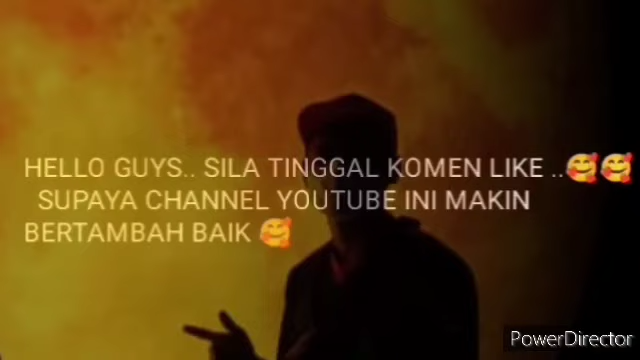 HELLO GUYS.. SILA TINGGAL KOMEN LIKE ..🥰🥰
SUPAYA CHANNEL YOUTUBE INI MAKIN
BERTAMBAH BAIK 🥰
PowerDirector